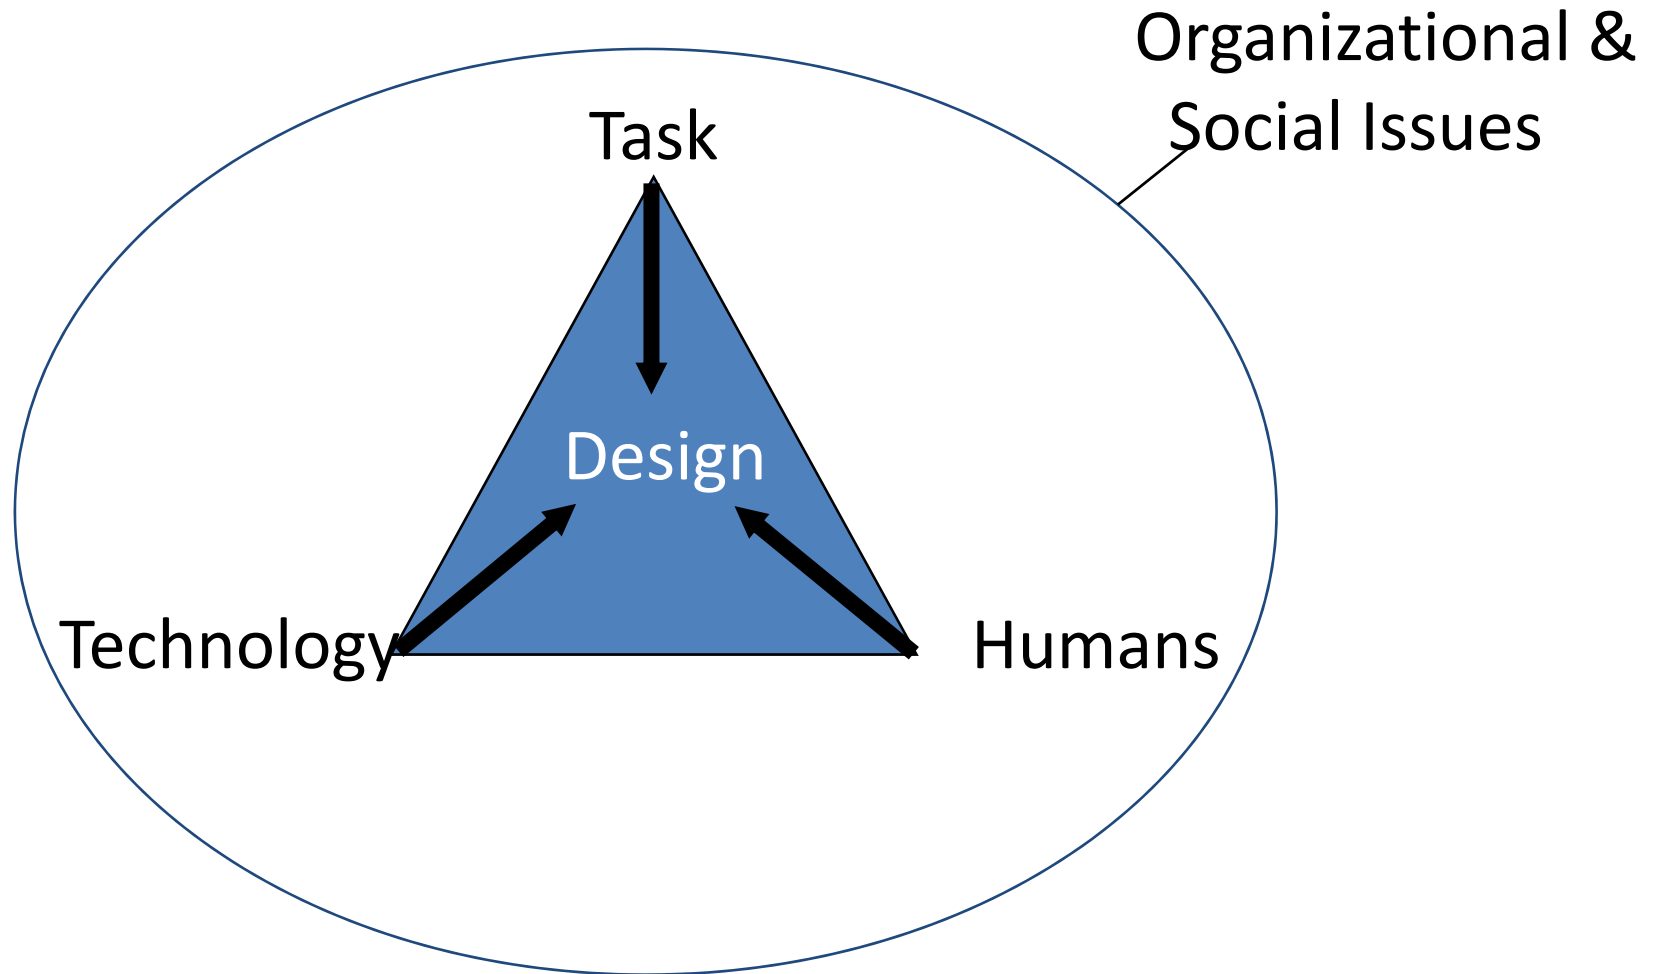 Organizational &
Social Issues
Task
Design
Technology
Humans